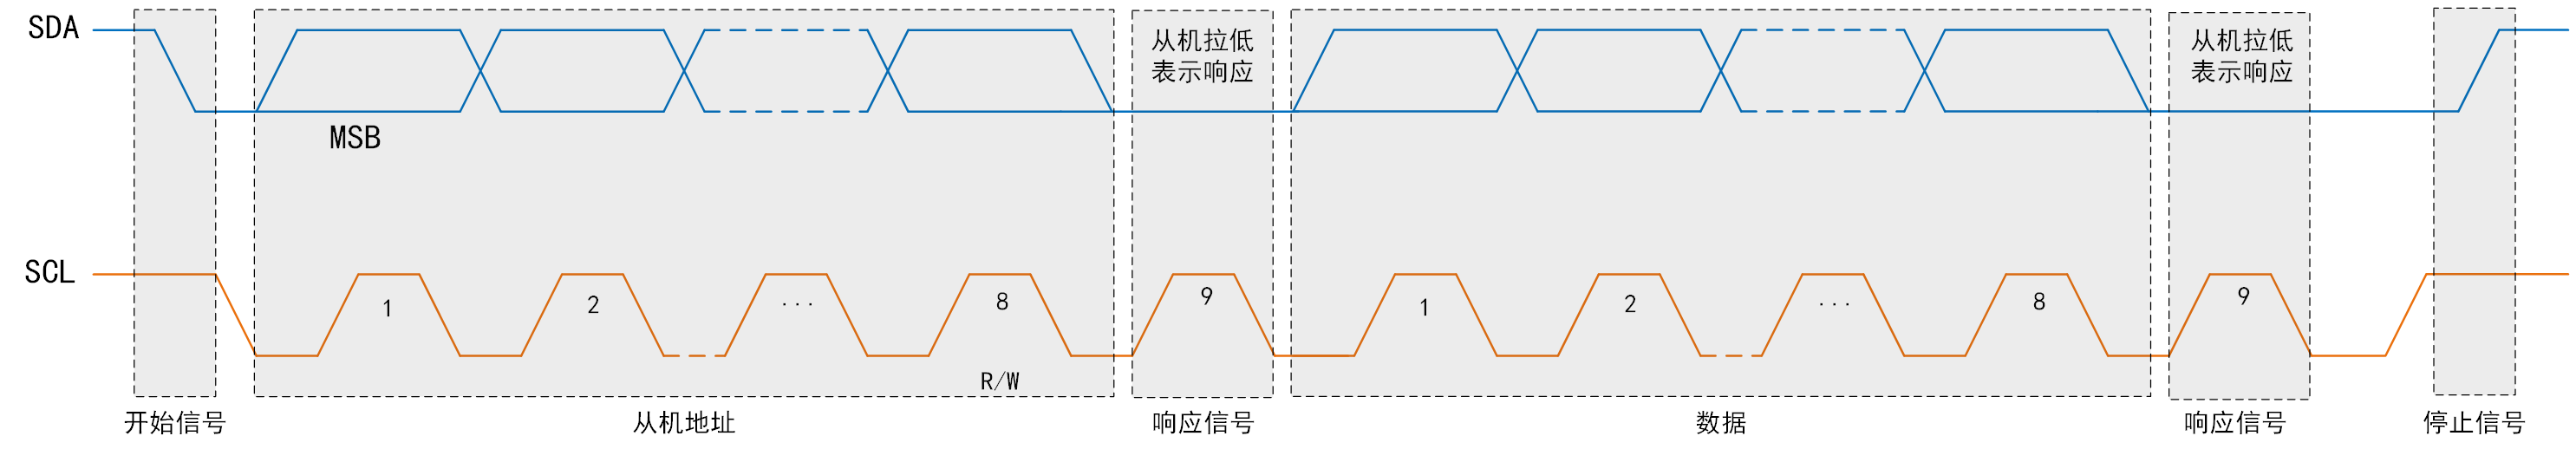 SDA
从机拉低
表示响应
从机拉低
表示响应
MSB
SCL
1
2
...
8
9
1
2
...
8
9
R/W
开始信号
从机地址
响应信号
数据
响应信号
停止信号